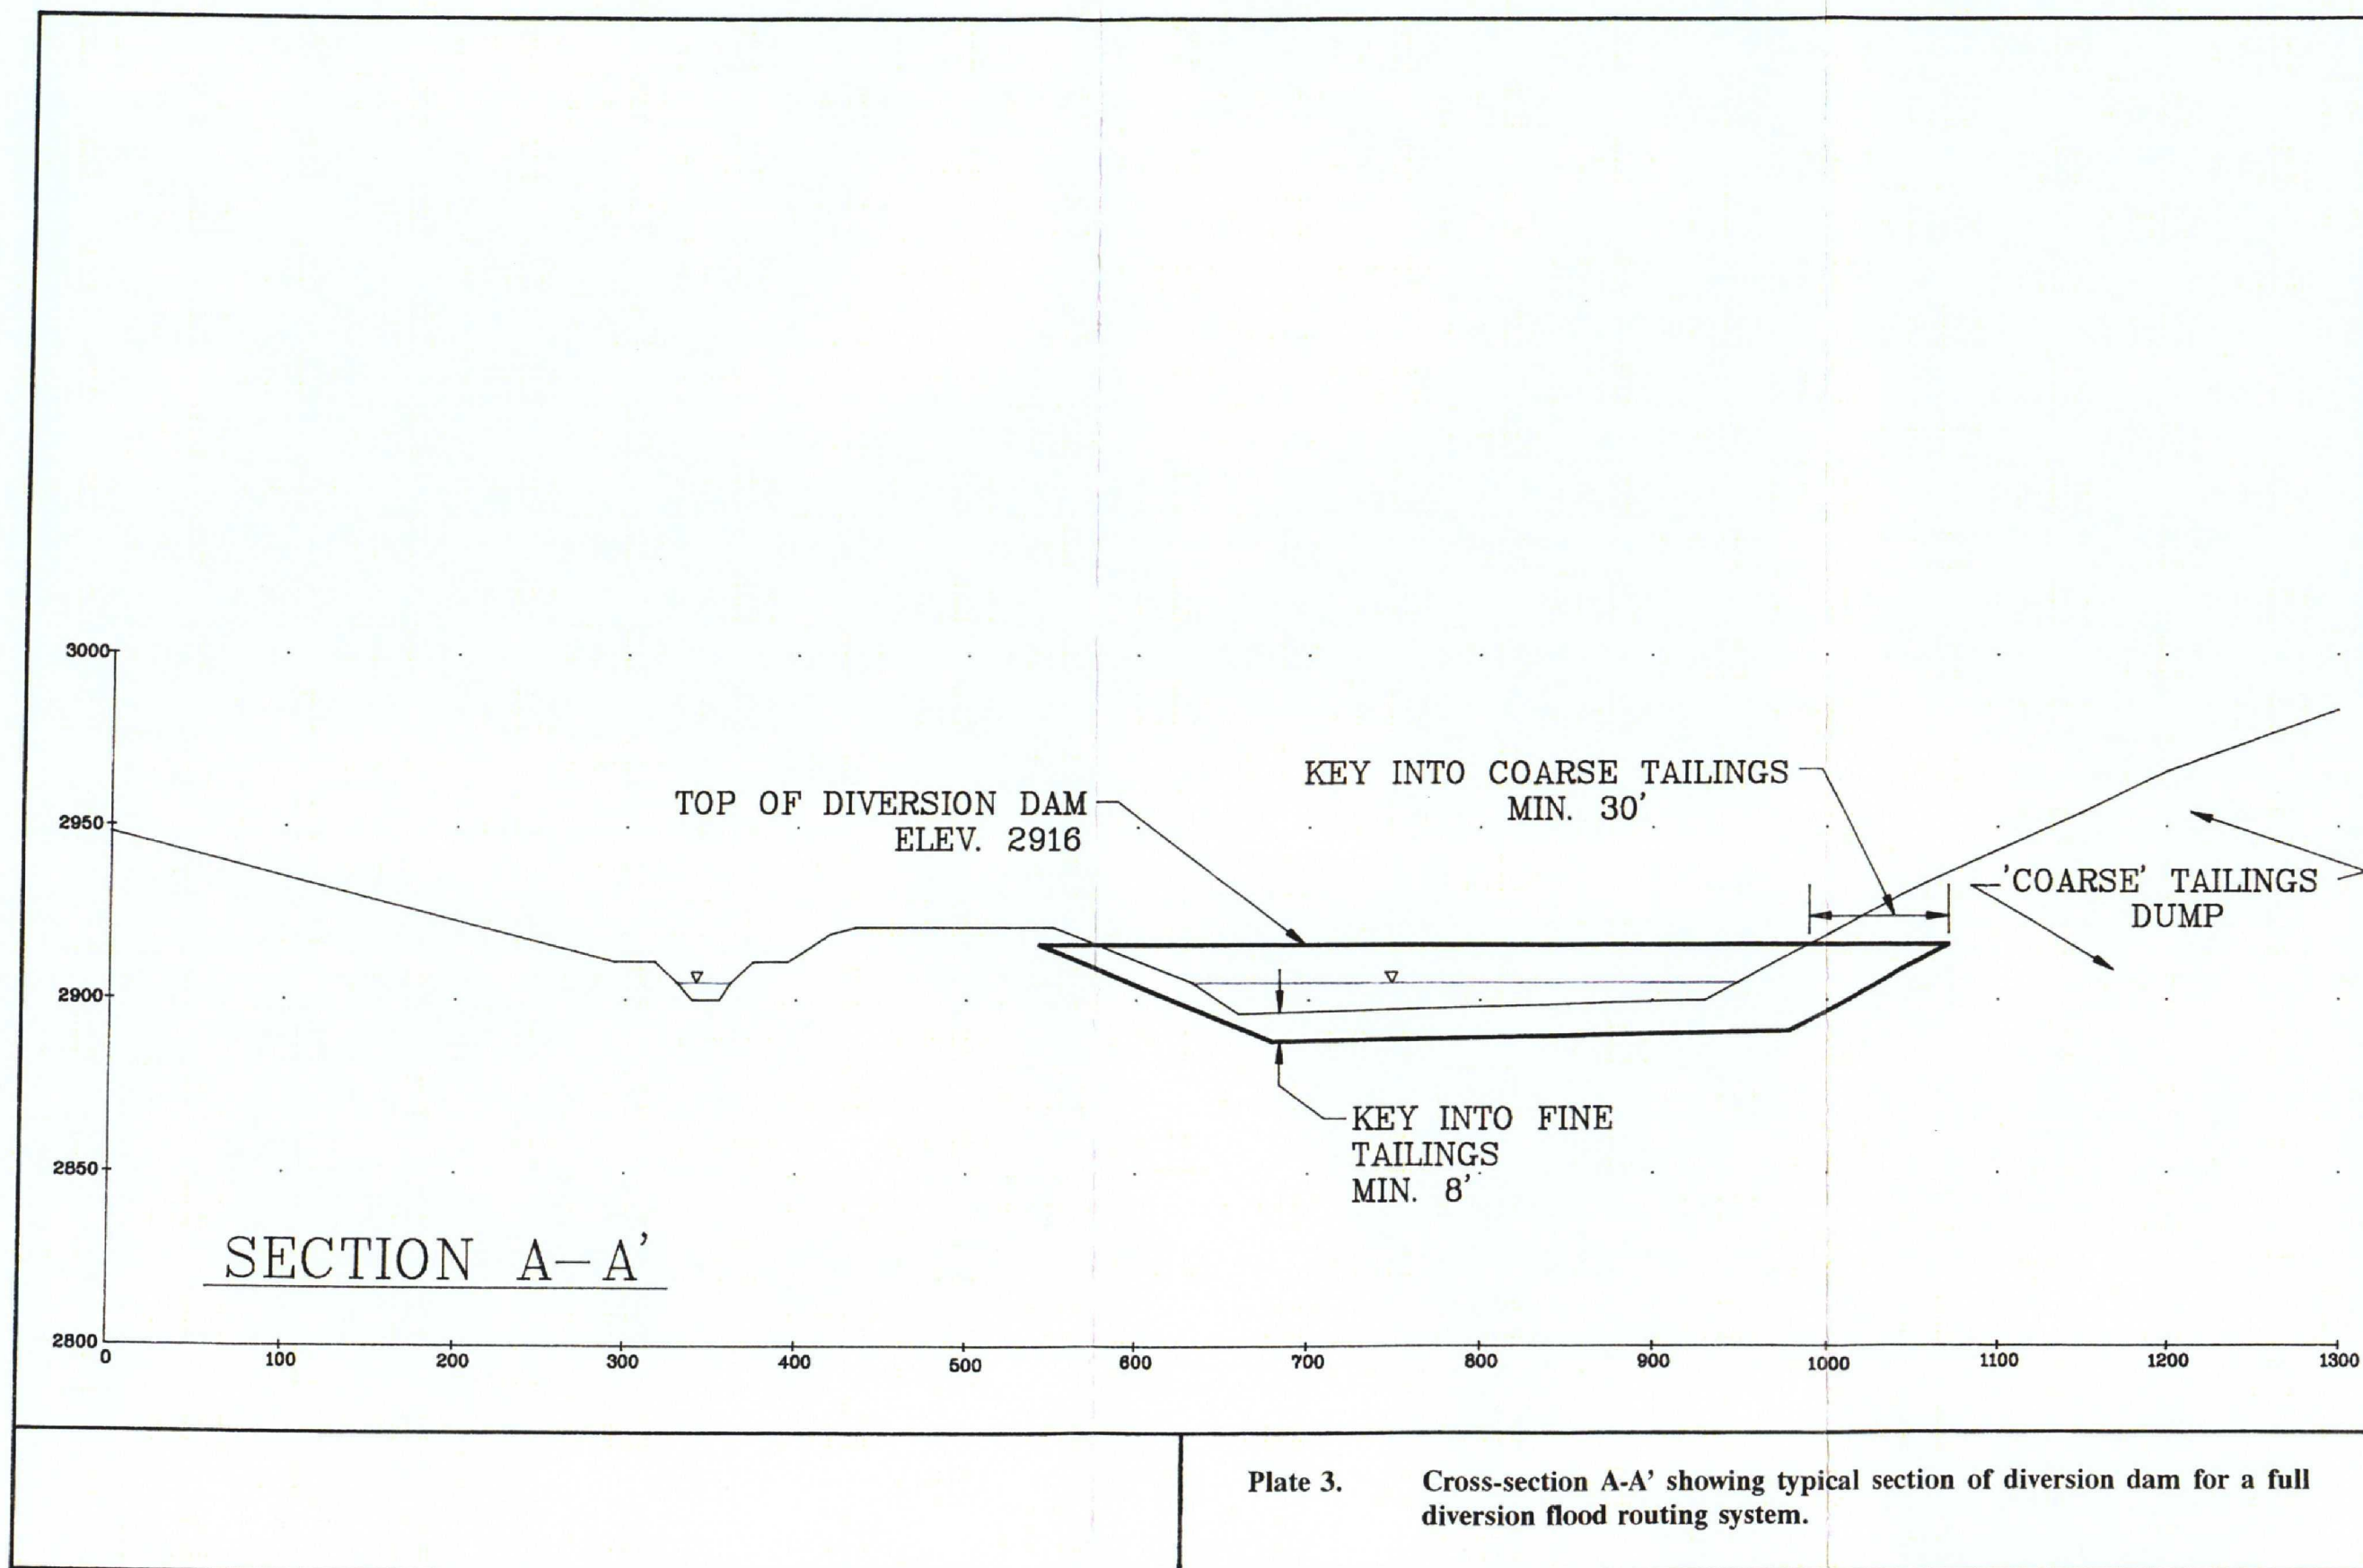 3000
2950
2900
2850
2800
0 100 200 300 400 500 600 700 800 900 1000 1100 1200 1300
TOP OF DIVERSION DAM
ELEV. 2916
KEY INTO COARSE TAILINGS
MIN. 30'
'COARSE' TAILINGS
DUMP
KEY INTO FINE
TAILINGS
MIN. 8'
SECTION A-A'
Plate 3. Cross-section A-A' showing typical section of diversion dam for a full
diversion flood routing system.